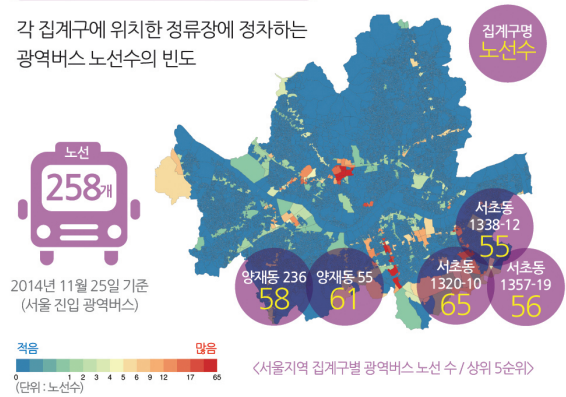 각 집계구에 위치한 정류장에 정차하는
광역버스 노선수의 빈도
집계구명
노선수
노선
258개
2014년 11월 25일 기준
(서울 진입 광역버스)
서초동
1338-12
55
양재동 236
58
양재동 55
61
서초동
1320-10
65
서초동
1357-19
56
적음 많음
0 1 2 3 4 5 6 9 12 17 65
(단위 : 노선수)
<서울지역 집계구별 광역버스 노선 수 / 상위 5순위>